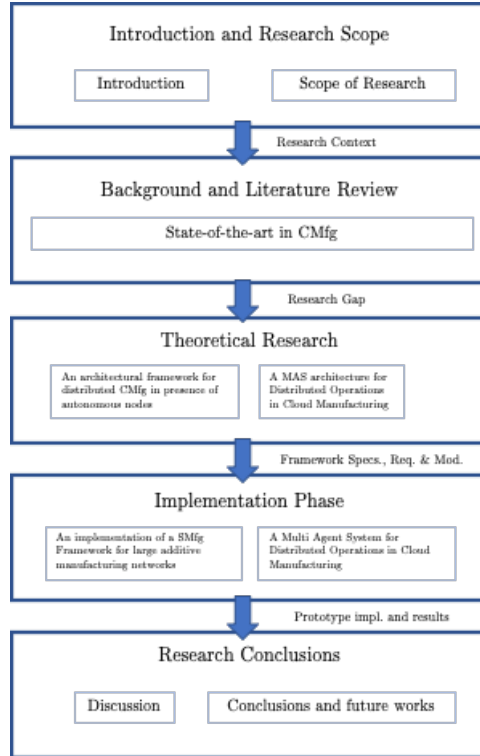 Introduction and Research Scope
Introduction
Scope of Research
Research Context
Background and Literature Review
State-of-the-art in CMfg
Research Gap
Theoretical Research
An architectural framework for
distributed CMfg in presence of
autonomous nodes
A MAS architecture for
Distributed Operations
in Cloud Manufacturing
Framework Specs., Req. & Mod.
Implementation Phase
An implementation of a SMfg
Framework for large additive
manufacturing networks
A Multi Agent System for
Distributed Operations in Cloud
Manufacturing
Prototype impl. and results
Research Conclusions
Discussion
Conclusions and future works